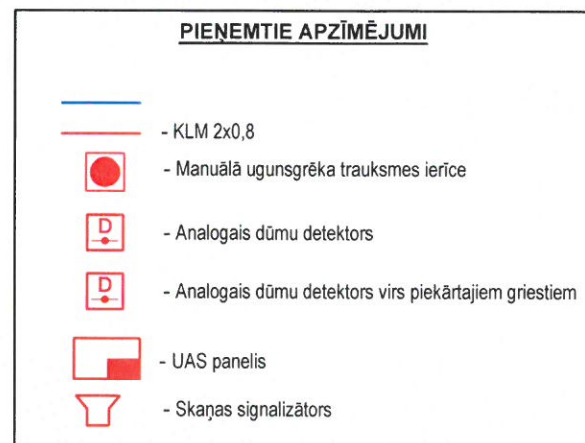 PIEŅEMTIE APZĪMĒJUMI
- KLM 2x0,8
- Manuālā ugunsgrēka trauksmes ierīce
D - Analogais dūmu detektors
D - Analogais dūmu detektors virs piekārtajiem griestiem
- UAS panelis
- Skaņas signalizātors